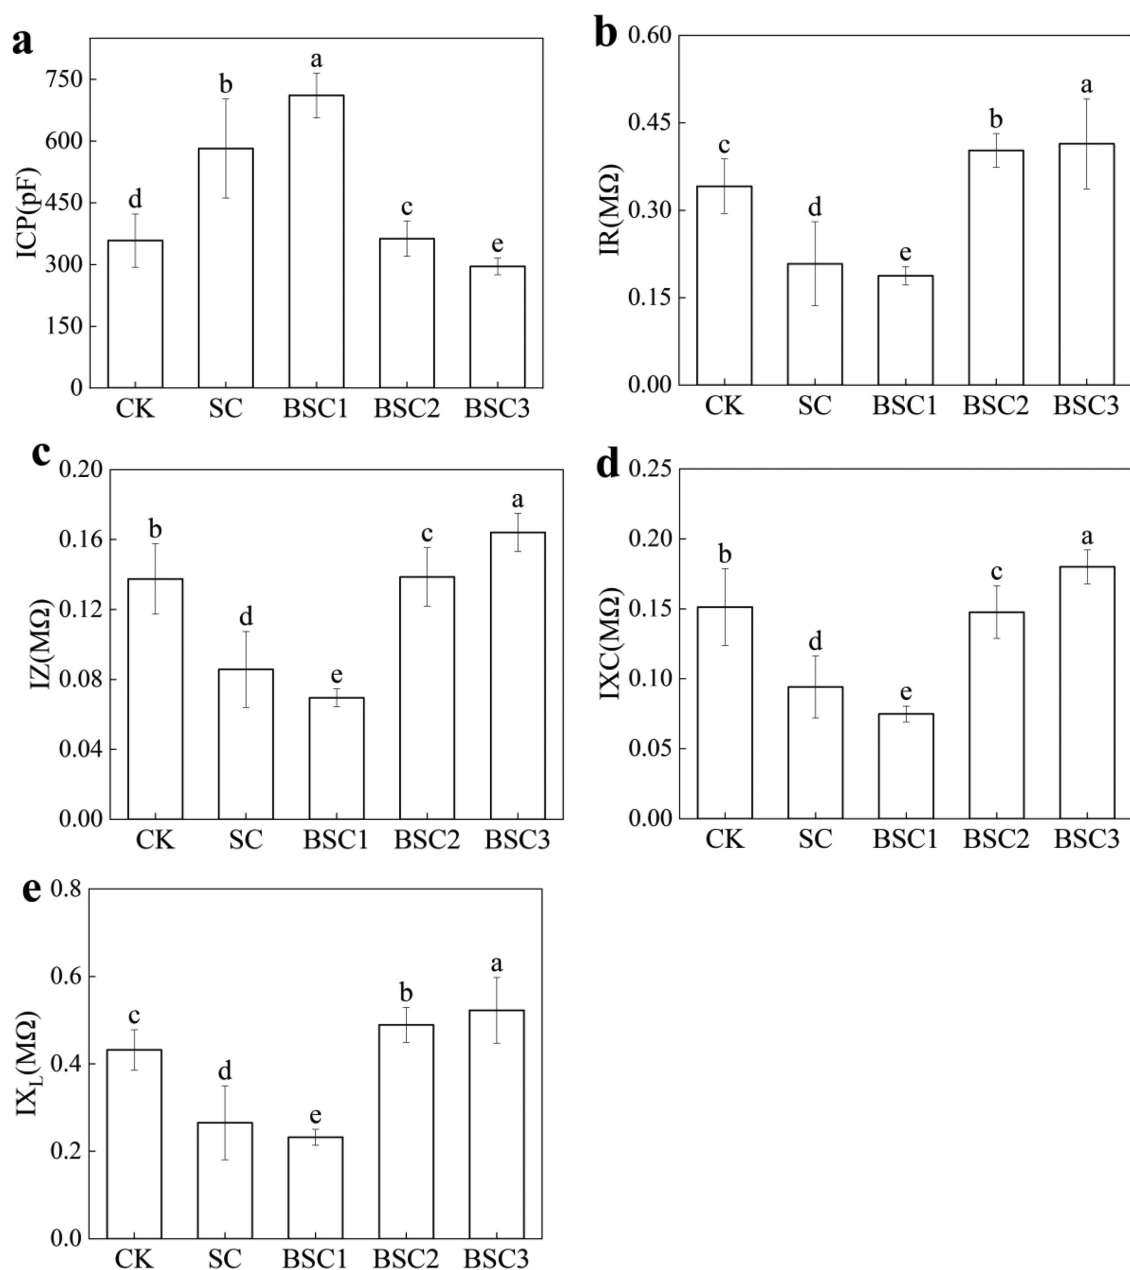 a
ICP(pF)
750
600
450
300
150
0
d
b
a
c
e
CK SC BSC1 BSC2 BSC3
b
IR(MΩ)
0.60
0.45
0.30
0.15
0.00
c
d
e
b
a
CK SC BSC1 BSC2 BSC3
c
IZ(MΩ)
0.20
0.16
0.12
0.08
0.04
0.00
b
d
e
c
a
CK SC BSC1 BSC2 BSC3
d
IXC(MΩ)
0.25
0.20
0.15
0.10
0.05
0.00
b
d
e
c
a
CK SC BSC1 BSC2 BSC3
e
IX_L(MΩ)
0.8
0.6
0.4
0.2
0.0
c
d
e
b
a
CK SC BSC1 BSC2 BSC3